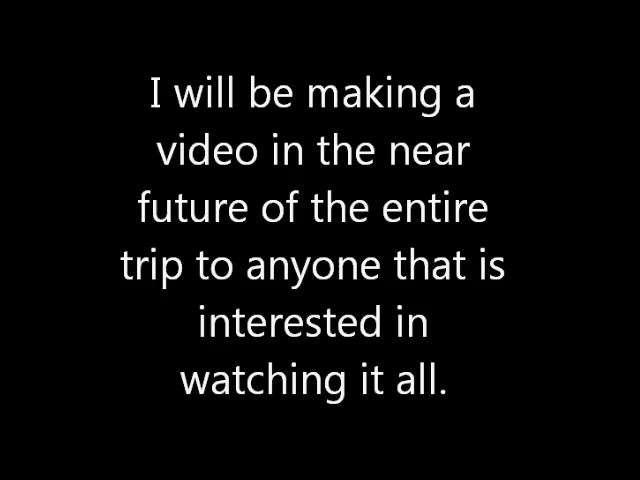 I will be making a
video in the near
future of the entire
trip to anyone that is
interested in
watching it all.